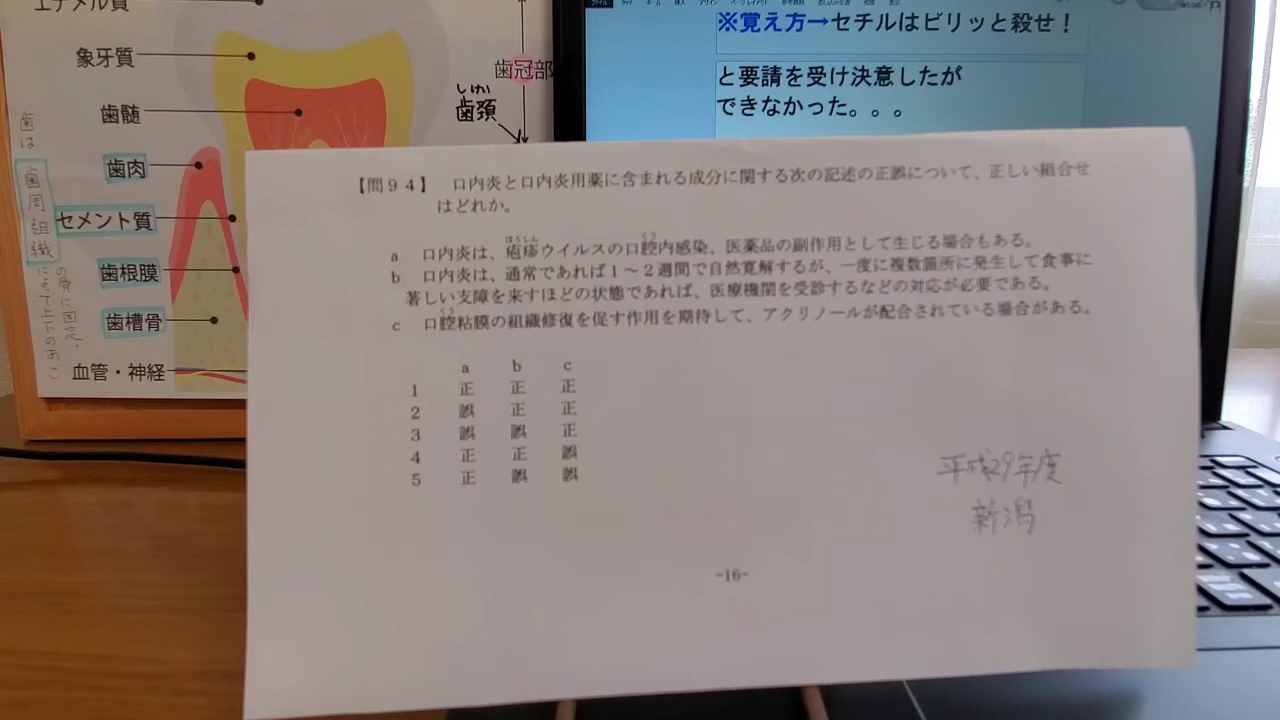 エナメル質
象牙質
歯髄
歯肉
セメント質
歯根膜
歯槽骨
血管・神経
歯は
歯周組織
によって上下のあご
の骨に固定。
歯冠部
しけい
歯頚
※覚え方→セチルはビリッと殺せ！
と要請を受け決意したが
できなかった。。。
【問９４】　口内炎と口内炎用薬に含まれる成分に関する次の記述の正誤について、正しい組合せ
はどれか。
a　口内炎は、疱疹ウイルスの口腔内感染、医薬品の副作用として生じる場合もある。
b　口内炎は、通常であれば１～２週間で自然寛解するが、一度に複数箇所に発生して食事に
著しい支障を来すほどの状態であれば、医療機関を受診するなどの対応が必要である。
c　口腔粘膜の組織修復を促す作用を期待して、アクリノールが配合されている場合がある。
a b c
1 正 正 正
2 誤 正 正
3 誤 誤 正
4 正 正 誤
5 正 誤 誤
平成29年度
新潟
-16-